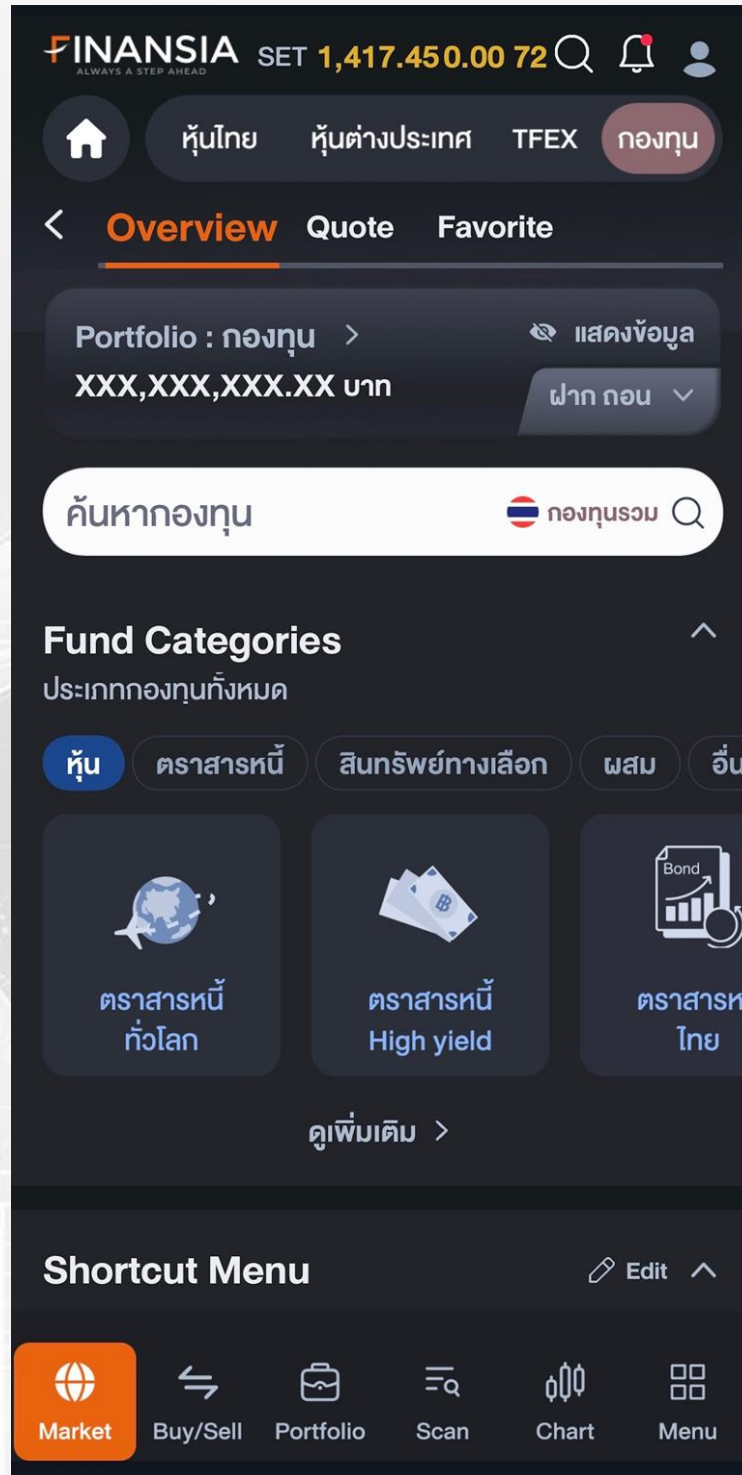 FINANSIA SET 1,417.45 0.00 72
ALWAYS A STEP AHEAD
หุ้นไทย หุ้นต่างประเทศ TFEX กองทุน
Overview Quote Favorite
Portfolio : กองทุน > แสดงข้อมูล
XXX,XXX,XXX.XX บาท
ฝาก ถอน
ค้นหากองทุน กองทุนรวม
Fund Categories
ประเภทกองทุนทั้งหมด
หุ้น ตราสารหนี้ สินทรัพย์ทางเลือก ผสม
Bond
ตราสารหนี้ ตราสารหนี้
ทั่วโลก High yield ไทย
ดูเพิ่มเติม >
Shortcut Menu Edit
Market Buy/Sell Portfolio Scan Chart Menu